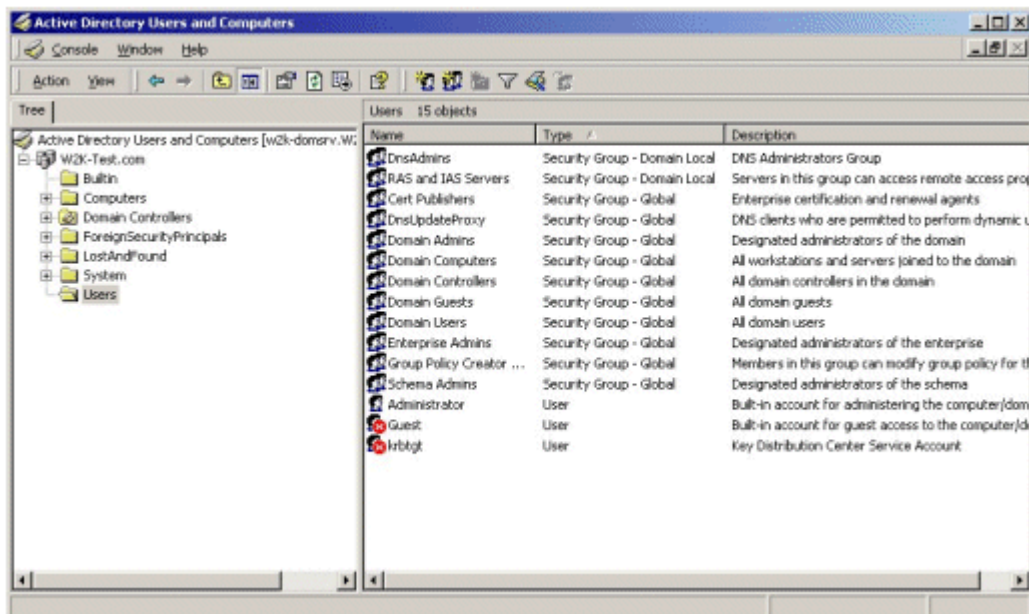 Active Directory Users and Computers
Console Window Help
Action View
Tree
Users 15 objects
Active Directory Users and Computers [w2k-domsrv.W2
W2K-Test.com
Builtin
Computers
Domain Controllers
ForeignSecurityPrincipals
LostAndFound
System
Users
Name Type Description
DnsAdmins Security Group - Domain Local DNS Administrators Group
RAS and IAS Servers Security Group - Domain Local Servers in this group can access remote access prop
Cert Publishers Security Group - Global Enterprise certification and renewal agents
DnsUpdateProxy Security Group - Global DNS clients who are permitted to perform dynamic u
Domain Admins Security Group - Global Designated administrators of the domain
Domain Computers Security Group - Global All workstations and servers joined to the domain
Domain Controllers Security Group - Global All domain controllers in the domain
Domain Guests Security Group - Global All domain guests
Domain Users Security Group - Global All domain users
Enterprise Admins Security Group - Global Designated administrators of the enterprise
Group Policy Creator ... Security Group - Global Members in this group can modify group policy for th
Schema Admins Security Group - Global Designated administrators of the schema
Administrator User Built-in account for administering the computer/dom
Guest User Built-in account for guest access to the computer/do
krbtgt User Key Distribution Center Service Account